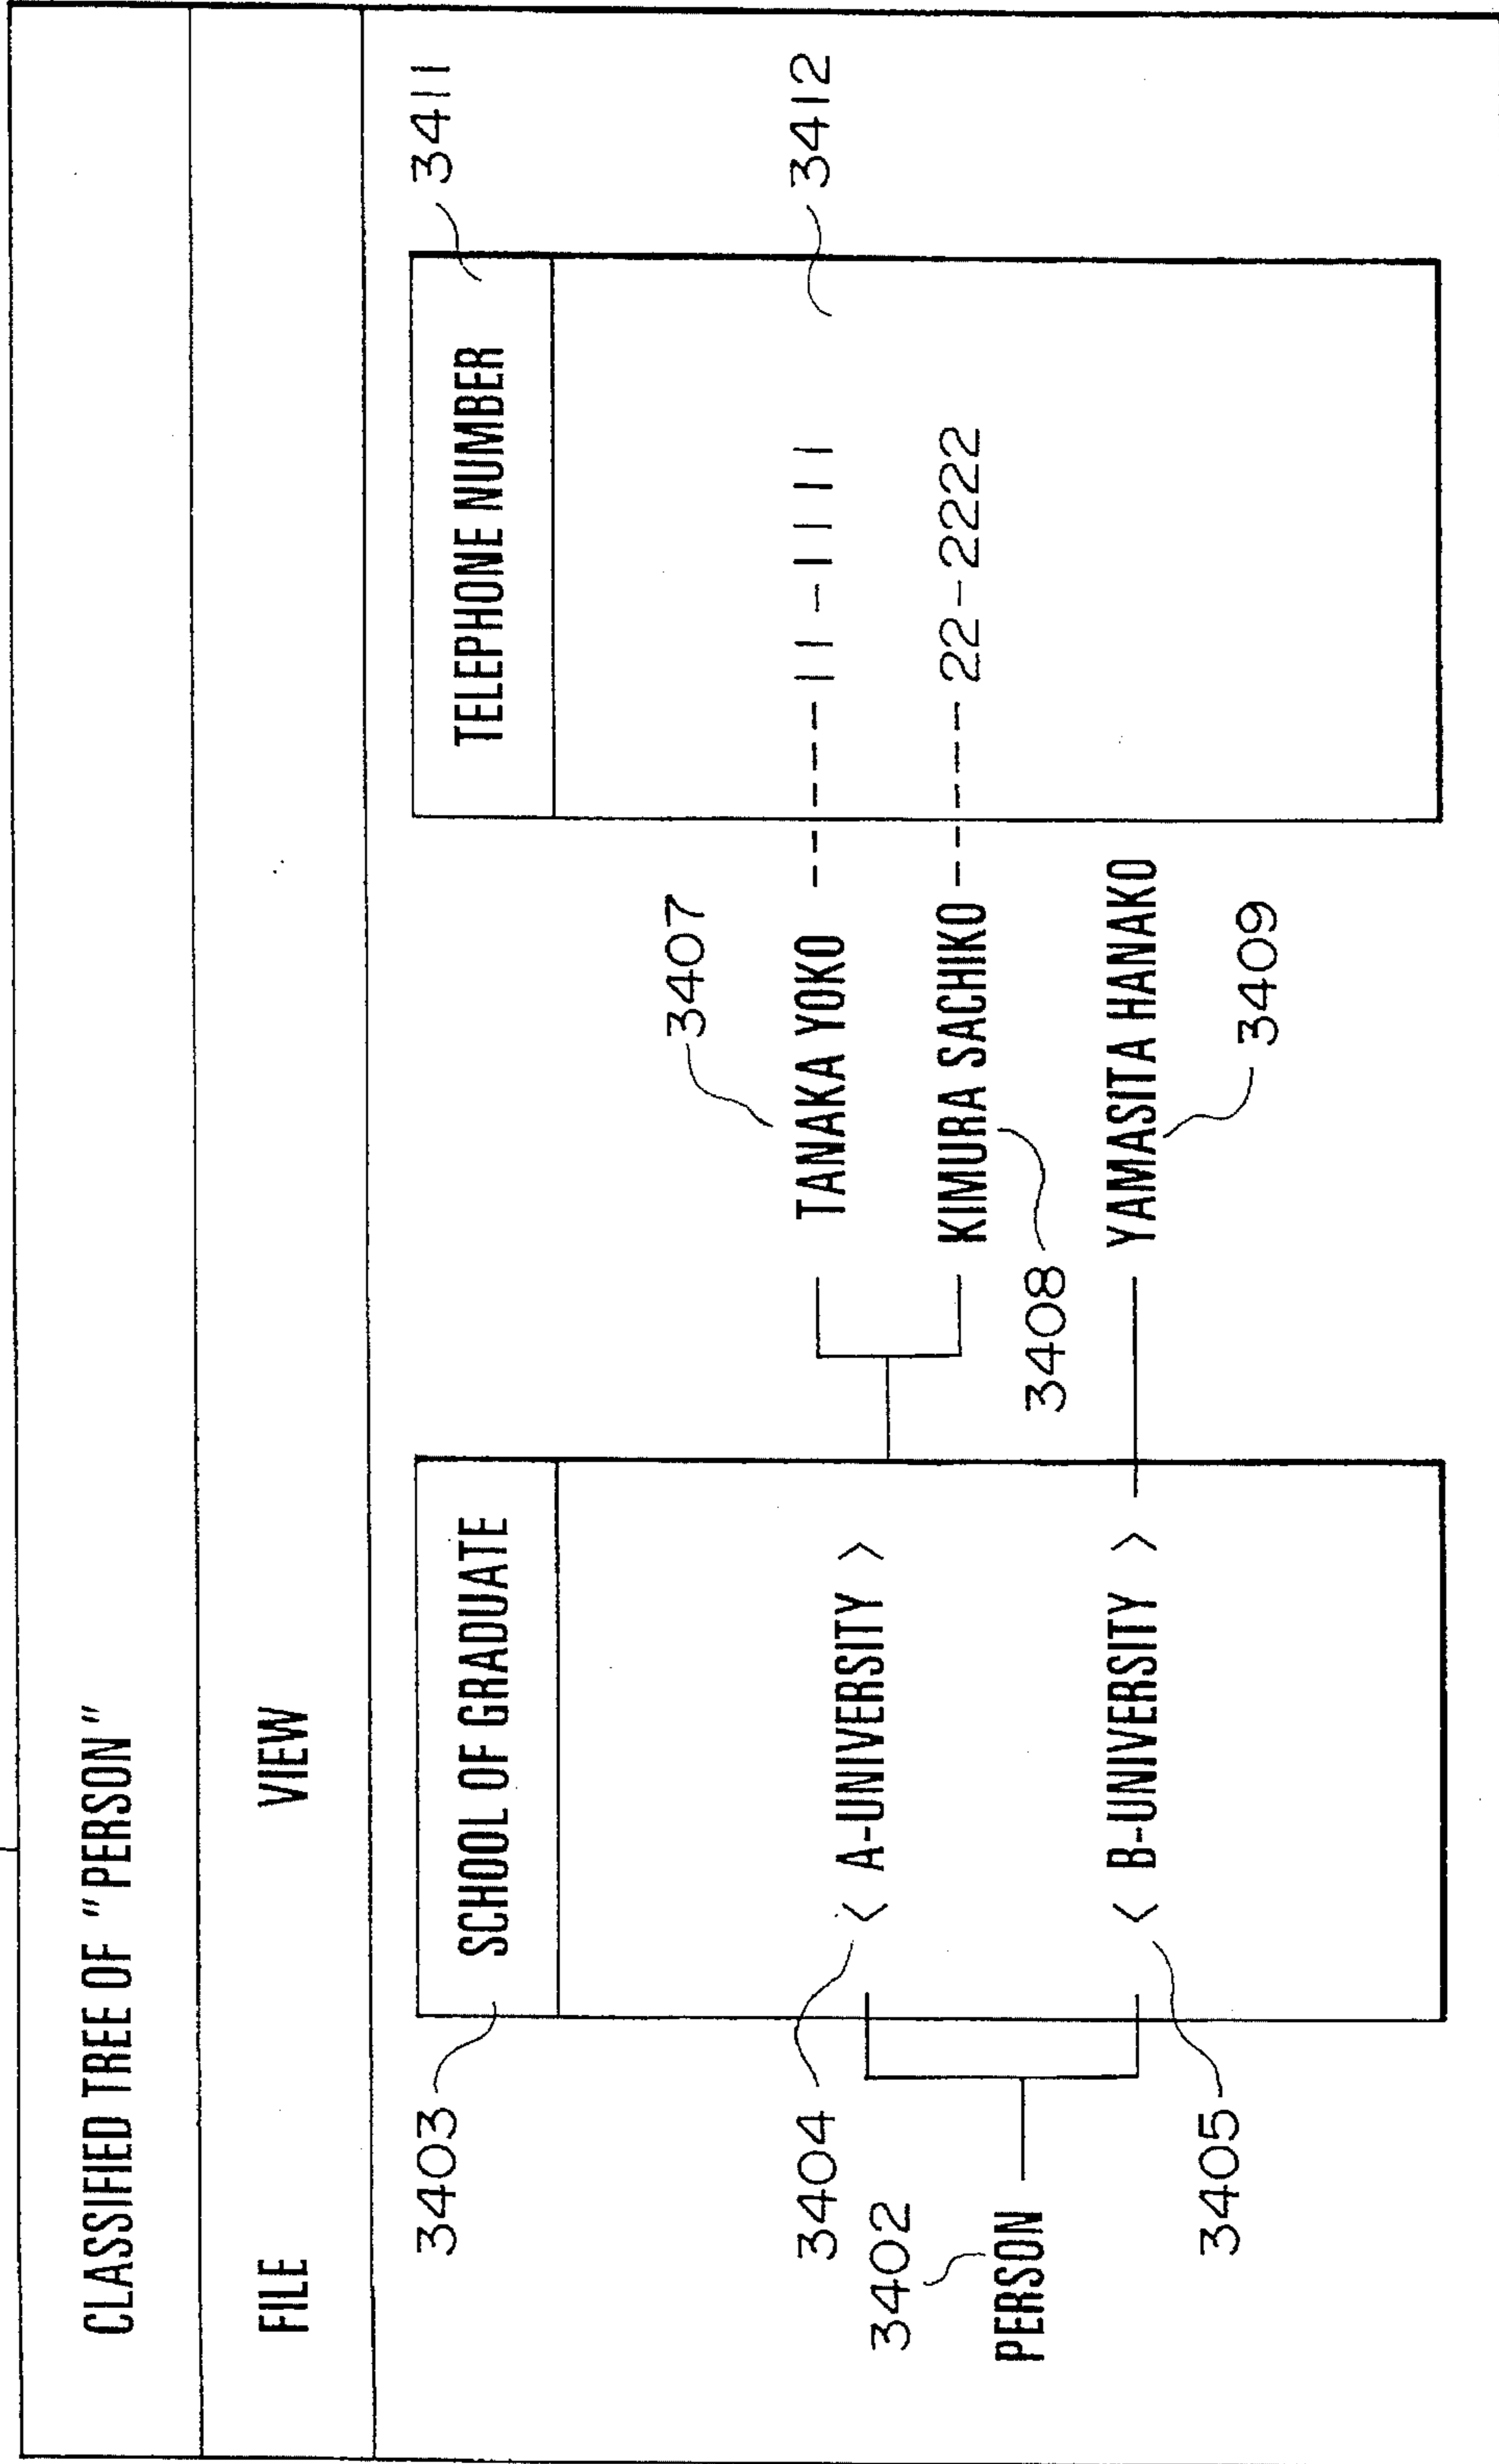 CLASSIFIED TREE OF "PERSON"
FILE VIEW
3403
SCHOOL OF GRADUATE
TELEPHONE NUMBER
3411
3407
3404
< A-UNIVERSITY >
TANAKA YOKO ----- 11-1111
3412
3402
PERSON
KIMURA SACHIKO ----- 22-2222
3408
3405
< B-UNIVERSITY >
YAMASITA HANAKO
3409